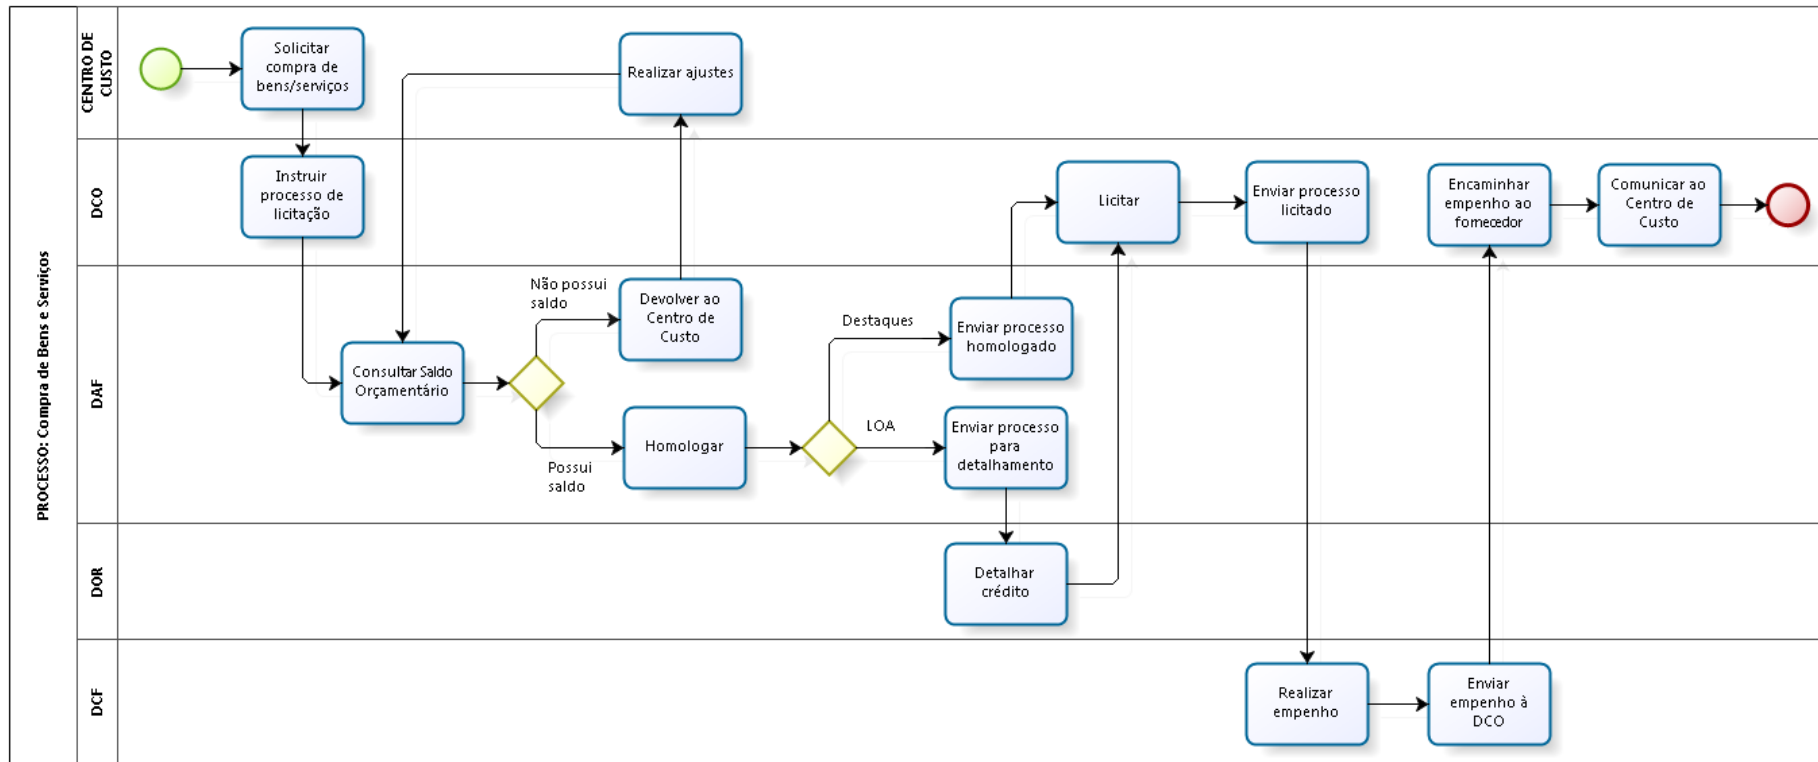 PROCESSO: Compra de Bens e Serviços
CENTRO DE
CUSTO
Solicitar
compra de
bens/serviços
Realizar ajustes
DCO
Instruir
processo de
licitação
Licitar
Enviar processo
licitado
Encaminhar
empenho ao
fornecedor
Comunicar ao
Centro de
Custo
DAF
Consultar Saldo
Orçamentário
Não possui
saldo
Devolver ao
Centro de
Custo
Possui
saldo
Homologar
Destaques
Enviar processo
homologado
LOA
Enviar processo
para
detalhamento
DOR
Detalhar
crédito
DCF
Realizar
empenho
Enviar
empenho à
DCO